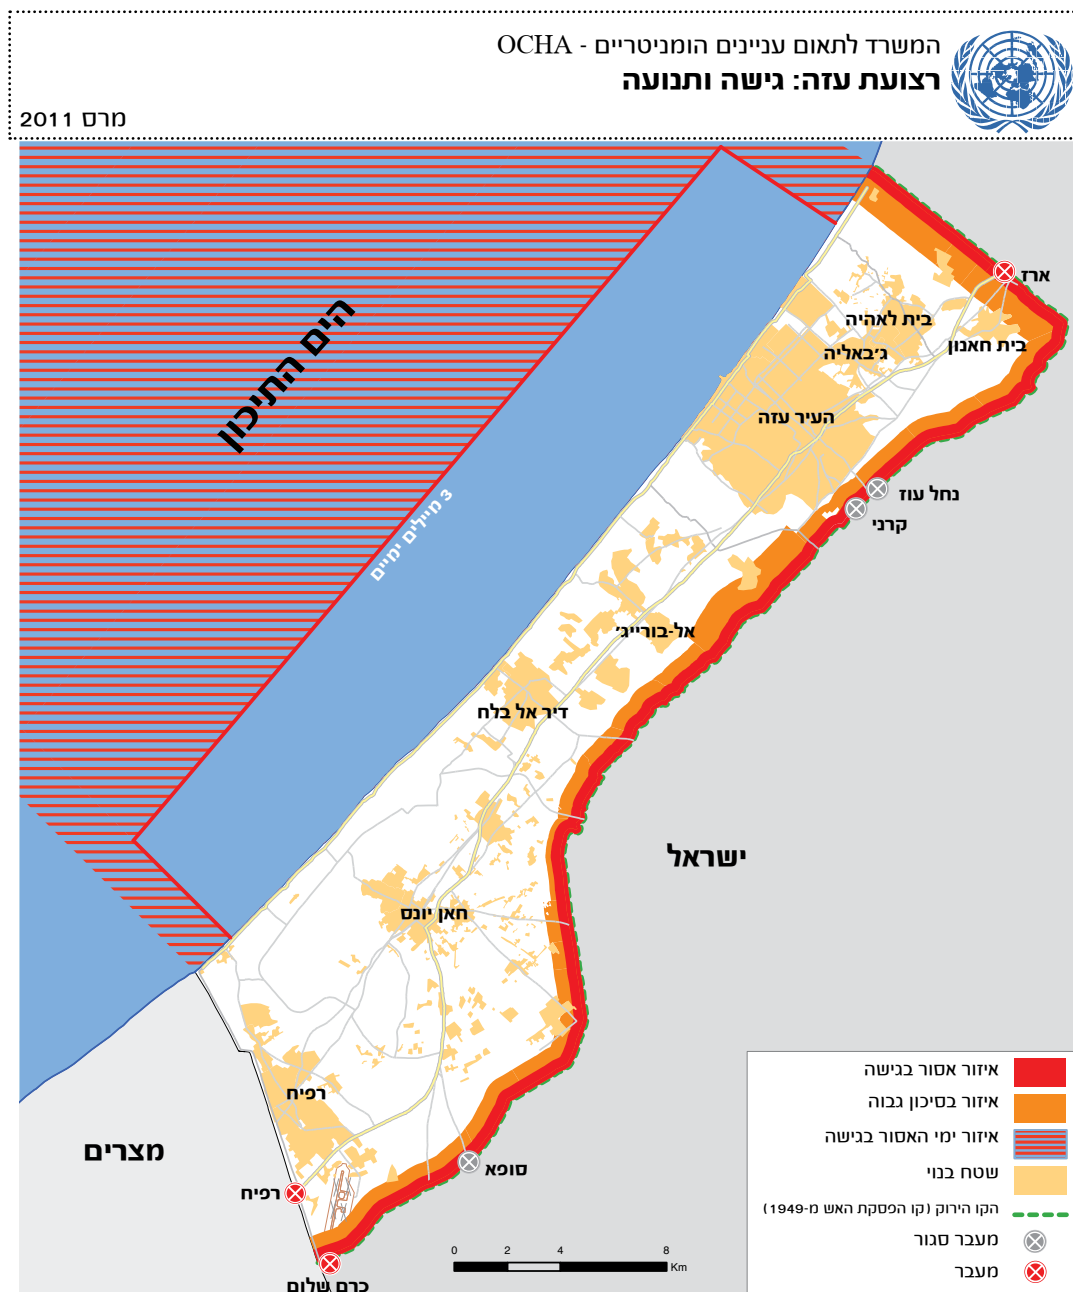 המשרד לתאום עניינים הומניטריים - OCHA
רצועת עזה: גישה ותנועה
מרס 2011
ארז
בית לאהיה
בית חאנון
ג'באליה
הים התיכון
העיר עזה
נחל עוז
קרני
3 מיילים ימיים
אל-בורייג'
דיר אל בלח
ישראל
חאן יונס
רפיח
מצרים
סופא
רפיח
כרם שלום
איזור אסור בגישה
איזור בסיכון גבוה
איזור ימי האסור בגישה
שטח בנוי
הקו הירוק (קו הפסקת האש מ-1949)
מעבר סגור
מעבר
0 2 4 8
Km